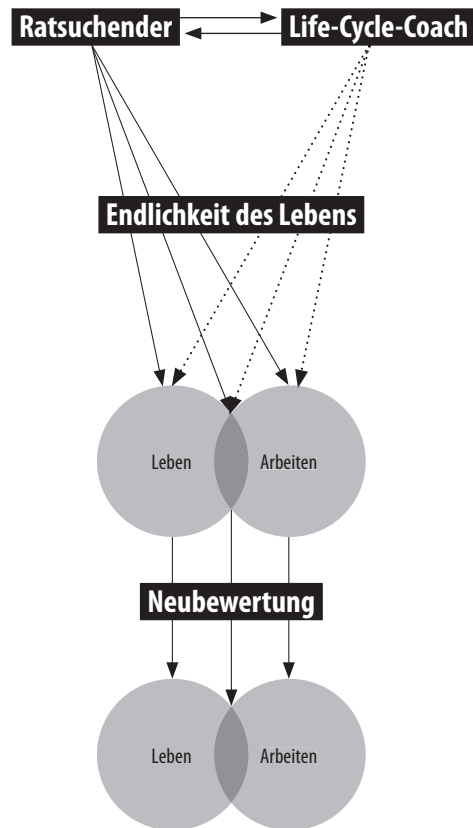 Ratsuchender
Life-Cycle-Coach
Endlichkeit des Lebens
Leben
Arbeiten
Neubewertung
Leben
Arbeiten